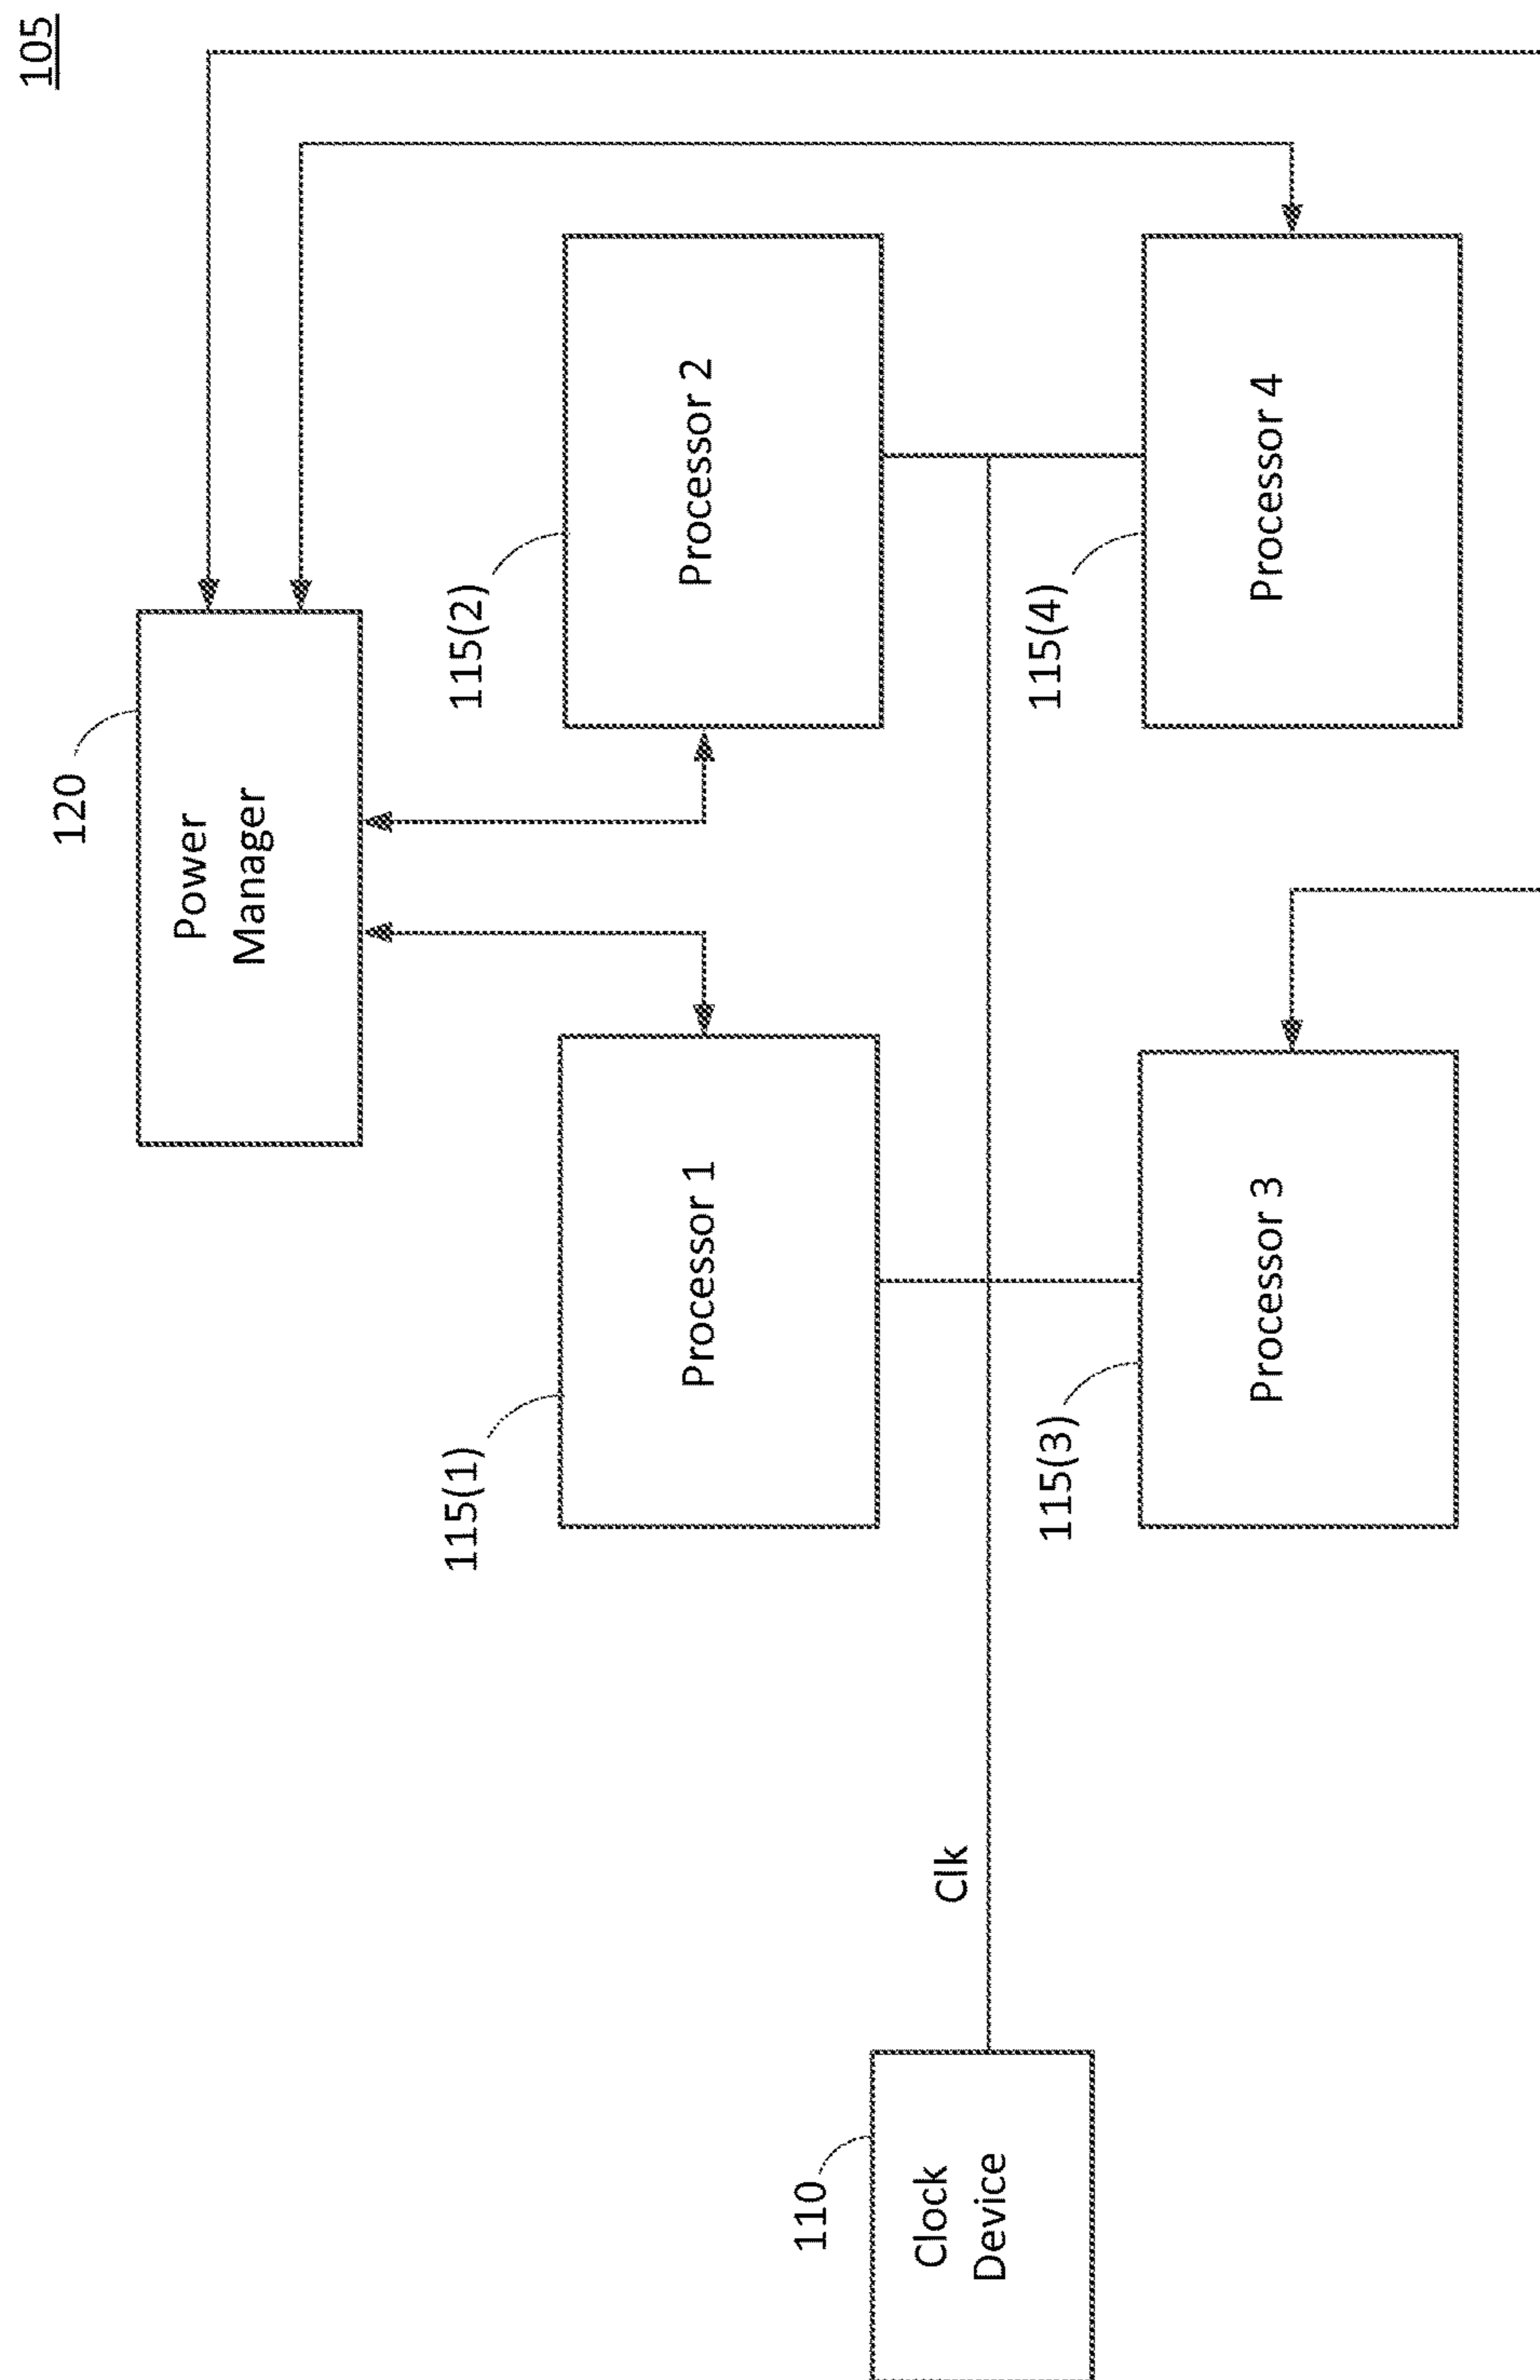 105
120
Power
Manager
115(1)
Processor 1
115(2)
Processor 2
110
Clock
Device
Clk
115(3)
Processor 3
115(4)
Processor 4